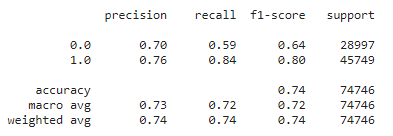 precision recall f1-score support
0.0 0.70 0.59 0.64 28997
1.0 0.76 0.84 0.80 45749
accuracy 0.74 74746
macro avg 0.73 0.72 0.72 74746
weighted avg 0.74 0.74 0.74 74746